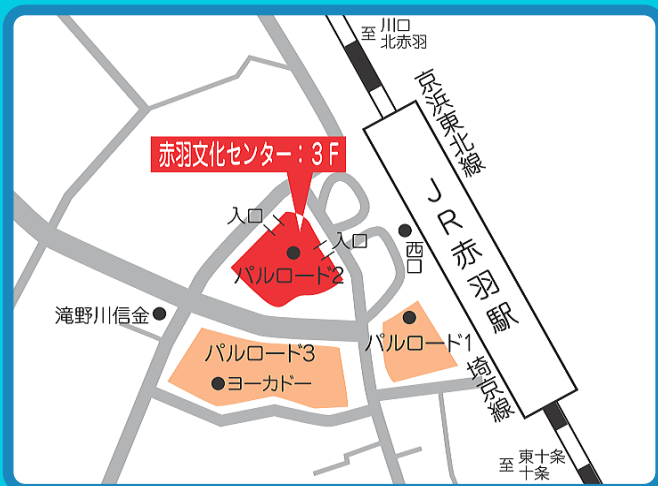 至 川口
北赤羽
京浜東北線
赤羽文化センター：３Ｆ
JR赤羽駅
入口
入口
西口
パルロード2
滝野川信金
パルロード1
パルロード3
ヨーカドー
埼京線
至 東十条
十条